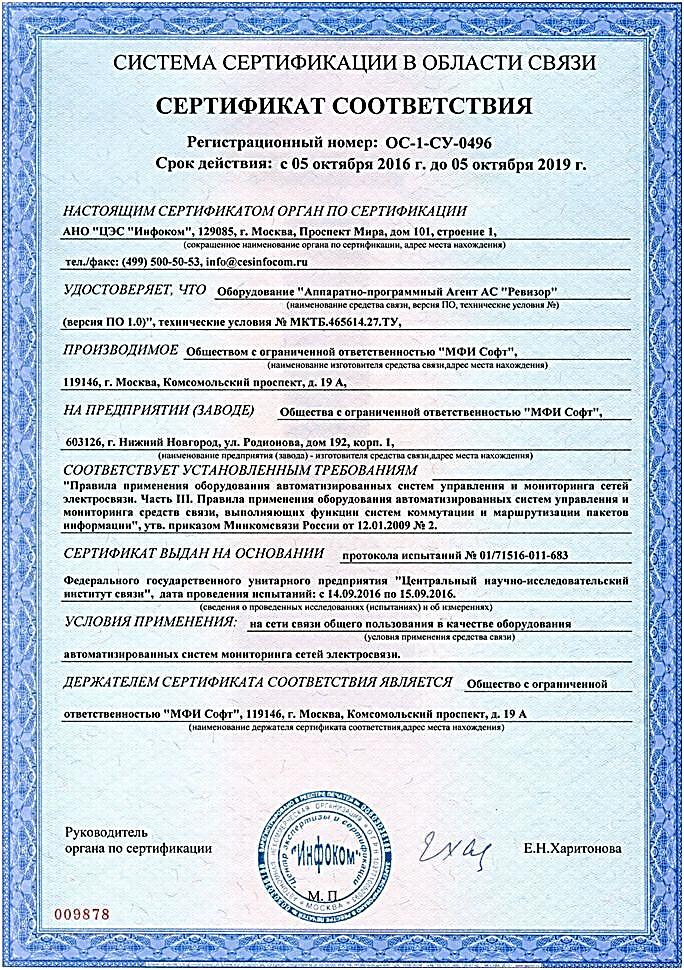 СИСТЕМА СЕРТИФИКАЦИИ В ОБЛАСТИ СВЯЗИ
СЕРТИФИКАТ СООТВЕТСТВИЯ
Регистрационный номер: ОС-1-СУ-0496
Срок действия: с 05 октября 2016 г. до 05 октября 2019 г.
НАСТОЯЩИМ СЕРТИФИКАТОМ ОРГАН ПО СЕРТИФИКАЦИИ
АНО "ЦЭС "Инфоком", 129085, г. Москва, Проспект Мира, дом 101, строение 1,
(сокращенное наименование органа по сертификации, адрес места нахождения)
тел./факс: (499) 500-50-53, info@cesinfocom.ru
УДОСТОВЕРЯЕТ, ЧТО Оборудование "Аппаратно-программный Агент АС "Ревизор"
(наименование средства связи, версия ПО, технические условия №)
(версия ПО 1.0)", технические условия № МКТБ.465614.27.ТУ,
ПРОИЗВОДИМОЕ Обществом с ограниченной ответственностью "МФИ Софт",
(наименование изготовителя средства связи,адрес места нахождения)
119146, г. Москва, Комсомольский проспект, д. 19 А,
НА ПРЕДПРИЯТИИ (ЗАВОДЕ) Общества с ограниченной ответственностью "МФИ Софт",
603126, г. Нижний Новгород, ул. Родионова, дом 192, корп. 1,
(наименование предприятия (завода) - изготовителя средства связи,адрес места нахождения)
СООТВЕТСТВУЕТ УСТАНОВЛЕННЫМ ТРЕБОВАНИЯМ
"Правила применения оборудования автоматизированных систем управления и мониторинга сетей
электросвязи. Часть III. Правила применения оборудования автоматизированных систем управления и
мониторинга средств связи, выполняющих функции систем коммутации и маршрутизации пакетов
информации", утв. приказом Минкомсвязи России от 12.01.2009 № 2.
СЕРТИФИКАТ ВЫДАН НА ОСНОВАНИИ протокола испытаний № 01/71516-011-683
Федерального государственного унитарного предприятия "Центральный научно-исследовательский
институт связи", дата проведения испытаний: с 14.09.2016 по 15.09.2016.
(сведения о проведенных исследованиях (испытаниях) и об измерениях)
УСЛОВИЯ ПРИМЕНЕНИЯ: на сети связи общего пользования в качестве оборудования
(условия применения средства связи)
автоматизированных систем мониторинга сетей электросвязи.
ДЕРЖАТЕЛЕМ СЕРТИФИКАТА СООТВЕТСТВИЯ ЯВЛЯЕТСЯ Общество с ограниченной
ответственностью "МФИ Софт", 119146, г. Москва, Комсомольский проспект, д. 19 А
(наименование держателя сертификата соответствия,адрес места нахождения)
Руководитель
органа по сертификации
Центр экспертизы и сертификации
"Инфоком"
МОСКВА
М. П.
Е.Н.Харитонова
009878